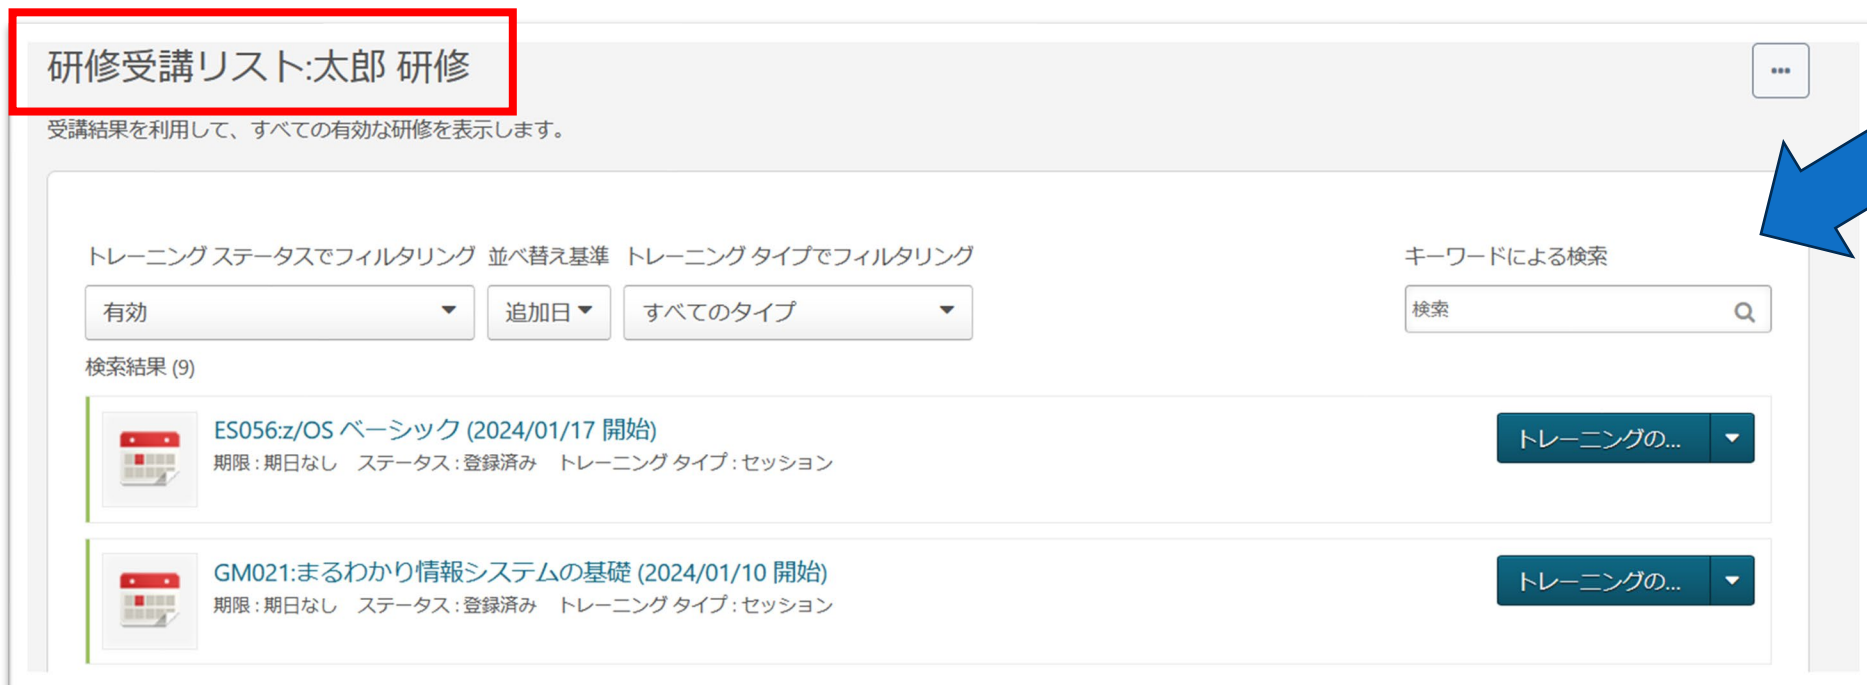 研修受講リスト:太郎 研修
受講結果を利用して、すべての有効な研修を表示します。
トレーニング ステータスでフィルタリング 並べ替え基準 トレーニング タイプでフィルタリング キーワードによる検索
有効 追加日 すべてのタイプ 検索
検索結果 (9)
ES056:z/OS ベーシック (2024/01/17 開始)
トレーニングの...
期限 : 期日なし ステータス : 登録済み トレーニング タイプ : セッション
GM021:まるわかり情報システムの基礎 (2024/01/10 開始)
トレーニングの...
期限 : 期日なし ステータス : 登録済み トレーニング タイプ : セッション